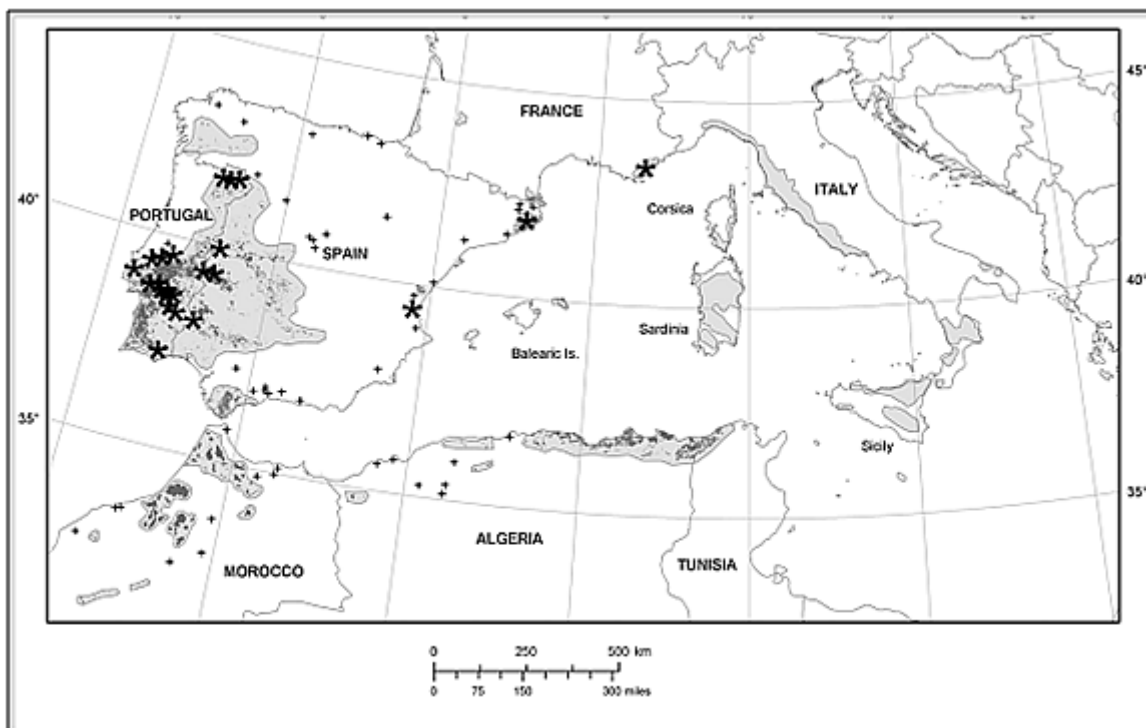 45°
45°
FRANCE
ITALY
40°
PORTUGAL
Corsica
SPAIN
40°
Sardinia
Balearic Is.
35°
Sicily
35°
ALGERIA
TUNISIA
MOROCCO
0 250 500 km
0 75 150 300 miles